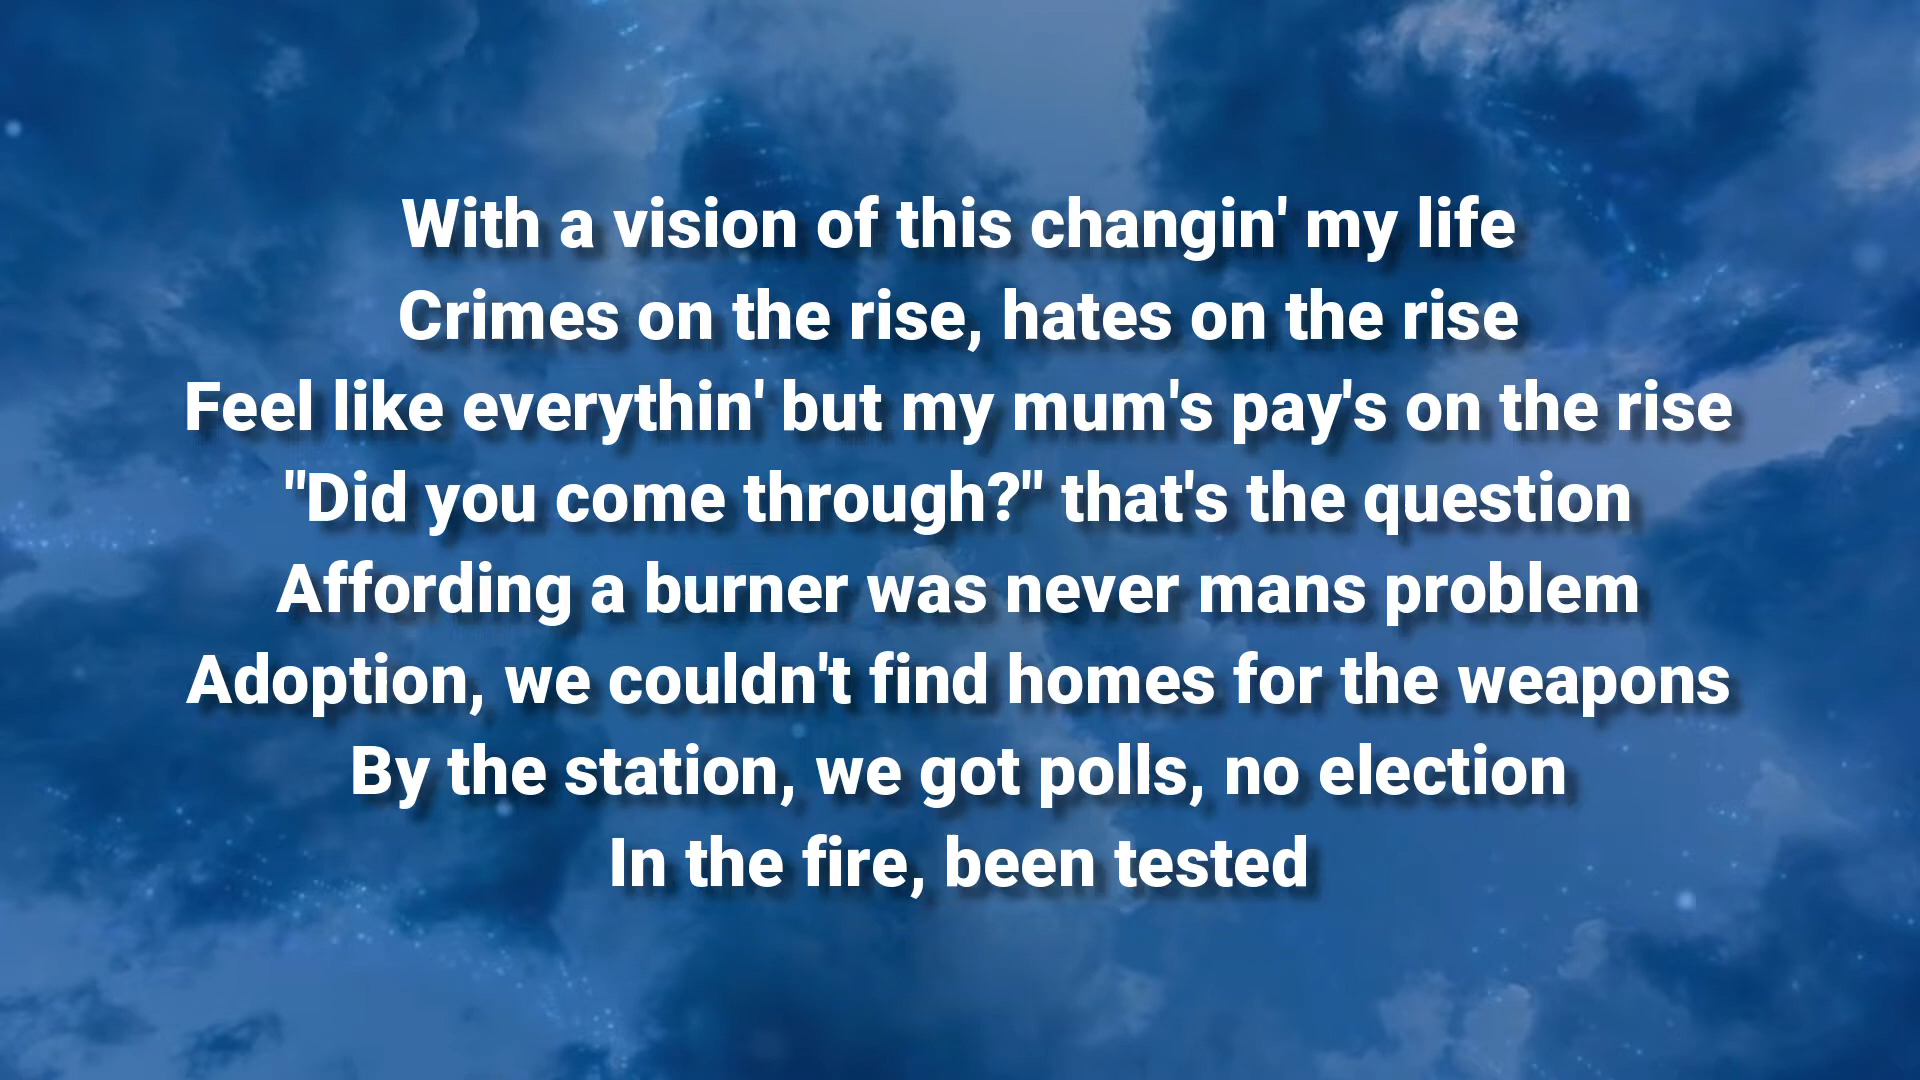 With a vision of this changin' my life
Crimes on the rise, hates on the rise
Feel like everythin' but my mum's pay's on the rise
"Did you come through?" that's the question
Affording a burner was never mans problem
Adoption, we couldn't find homes for the weapons
By the station, we got polls, no election
In the fire, been tested